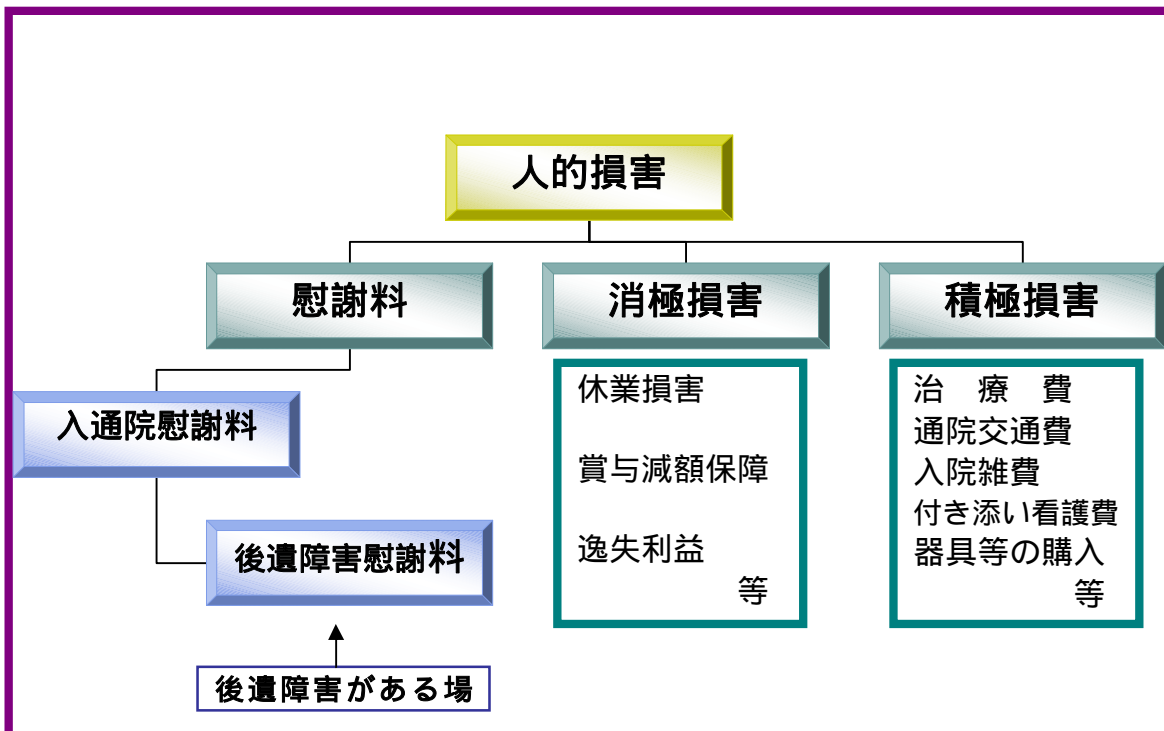 人的損害
慰謝料
消極損害
積極損害
入通院慰謝料
後遺障害慰謝料
後遺障害がある場
休業損害
賞与減額保障
逸失利益
等
治　療　費
通院交通費
入院雑費
付き添い看護費
器具等の購入
等